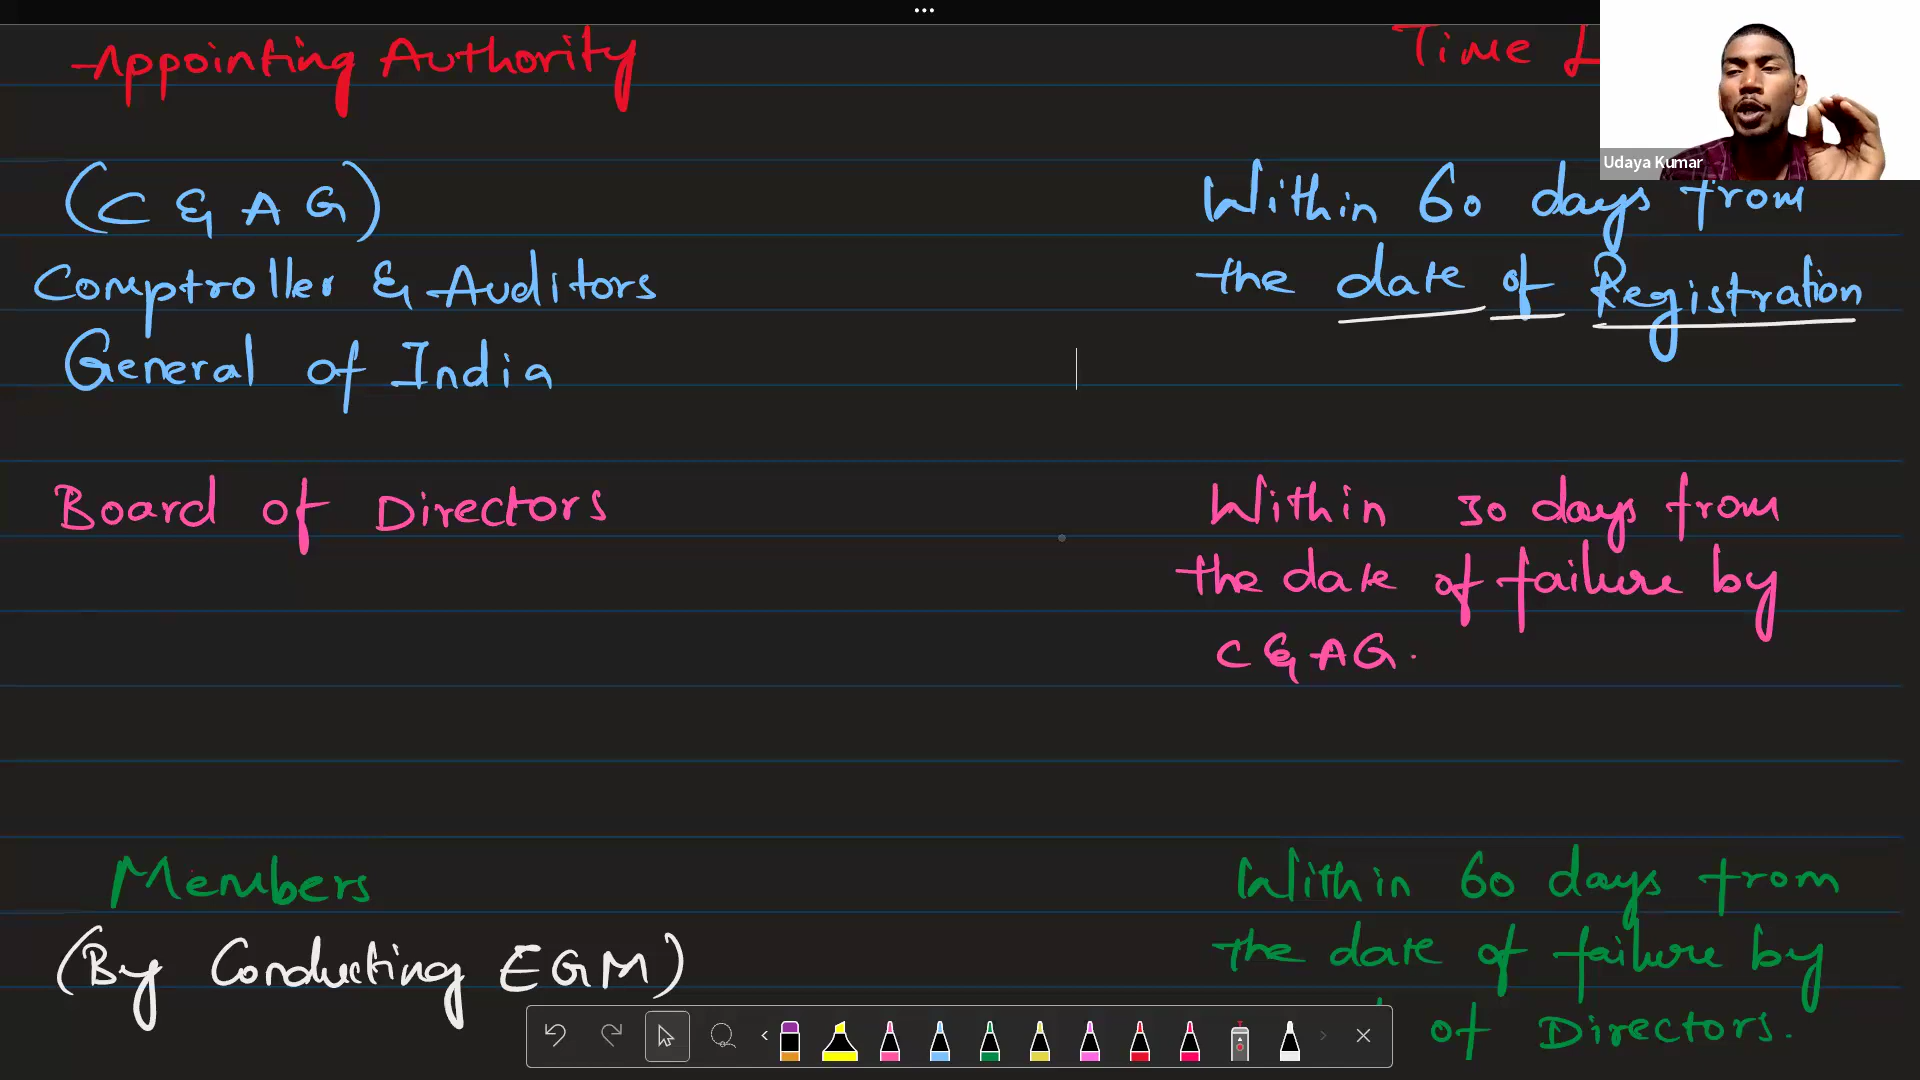 Appointing Authority
Time L
Udaya Kumar
(C & AG)
Within 60 days from
Comptroller & Auditors
the date of Registration
General of India
Board of Directors
Within 30 days from
the date of failure by
C & AG.
Members
Within 60 days from
(By Conducting EGM)
the date of failure by
of Directors.